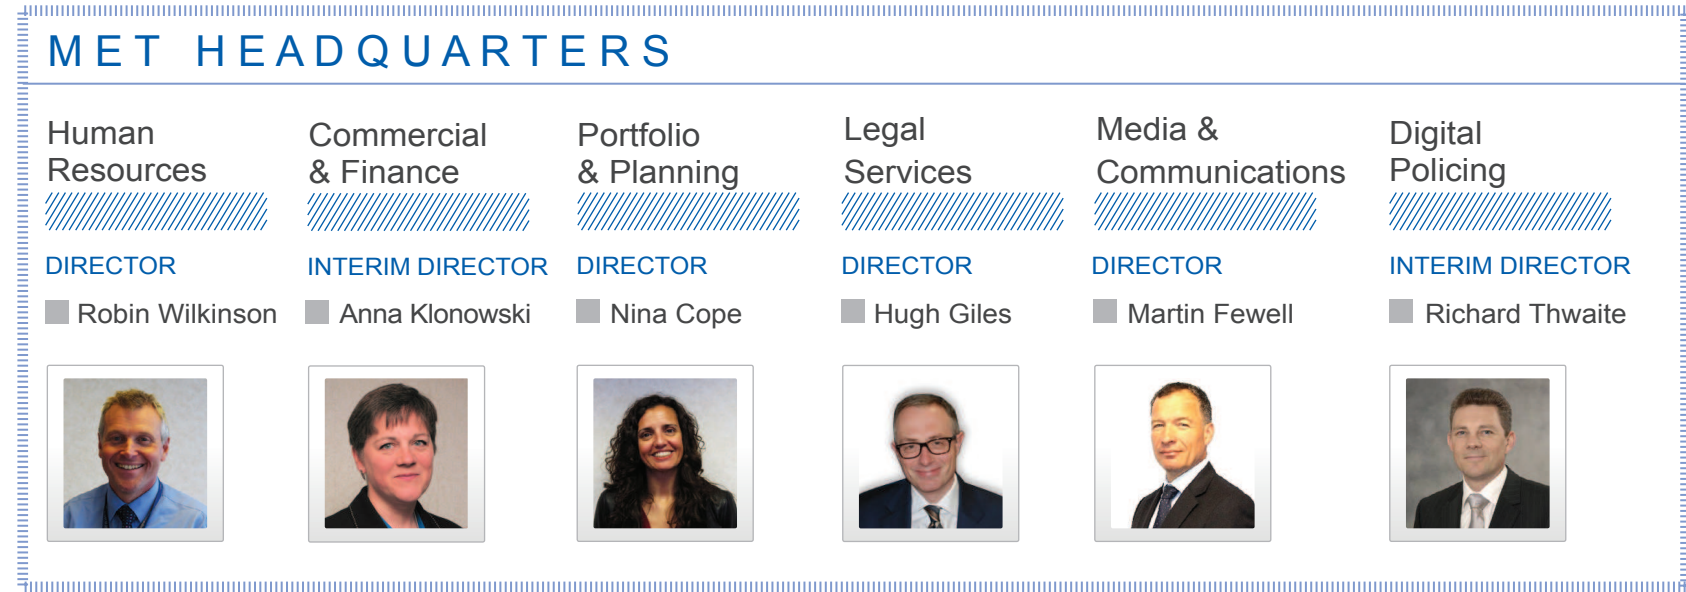 MET HEADQUARTERS
Human
Resources
DIRECTOR
Robin Wilkinson
Commercial
& Finance
INTERIM DIRECTOR
Anna Klonowski
Portfolio
& Planning
DIRECTOR
Nina Cope
Legal
Services
DIRECTOR
Hugh Giles
Media &
Communications
DIRECTOR
Martin Fewell
Digital
Policing
INTERIM DIRECTOR
Richard Thwaite